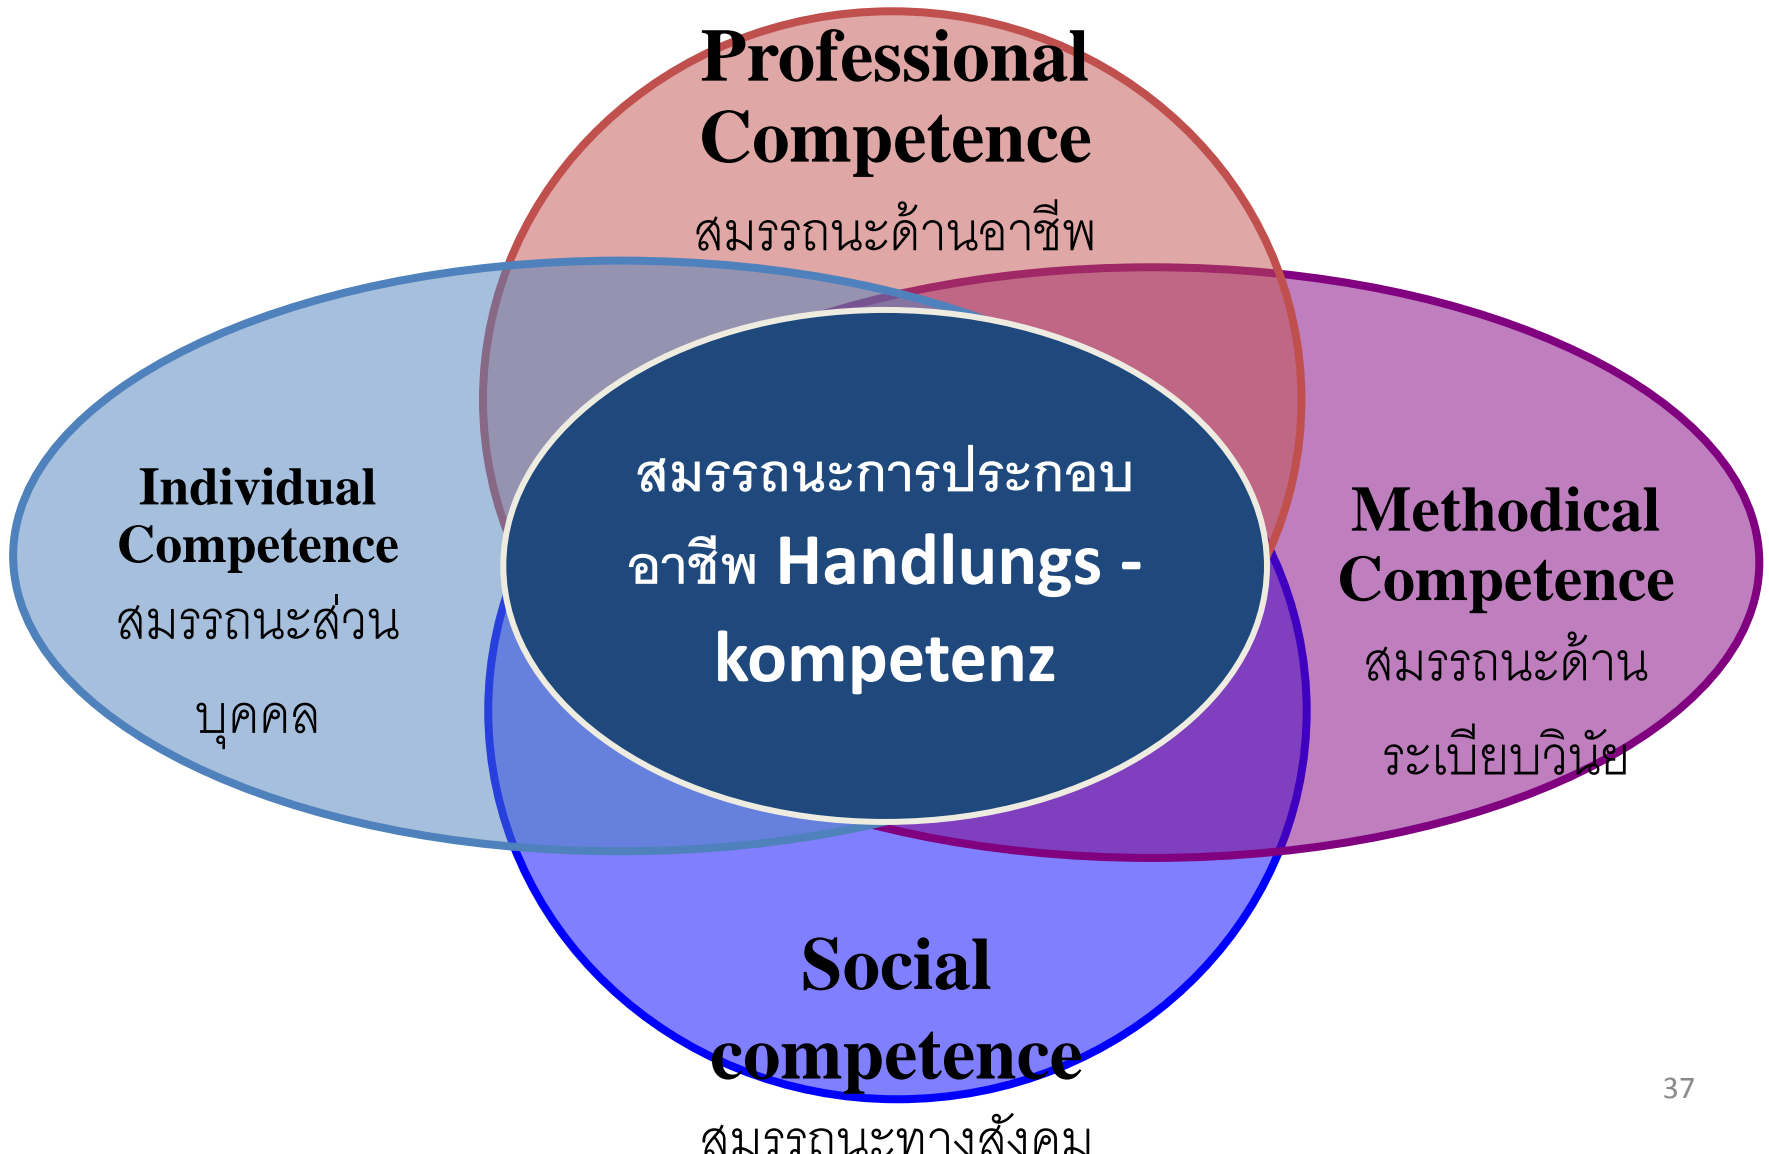 Professional
Competence
สมรรถนะด้านอาชีพ
Individual
Competence
สมรรถนะส่วน
บุคคล
สมรรถนะการประกอบ
อาชีพ Handlungs -
kompetenz
Methodical
Competence
สมรรถนะด้าน
ระเบียบวินัย
Social
competence
สมรรถนะทางสังคม
37